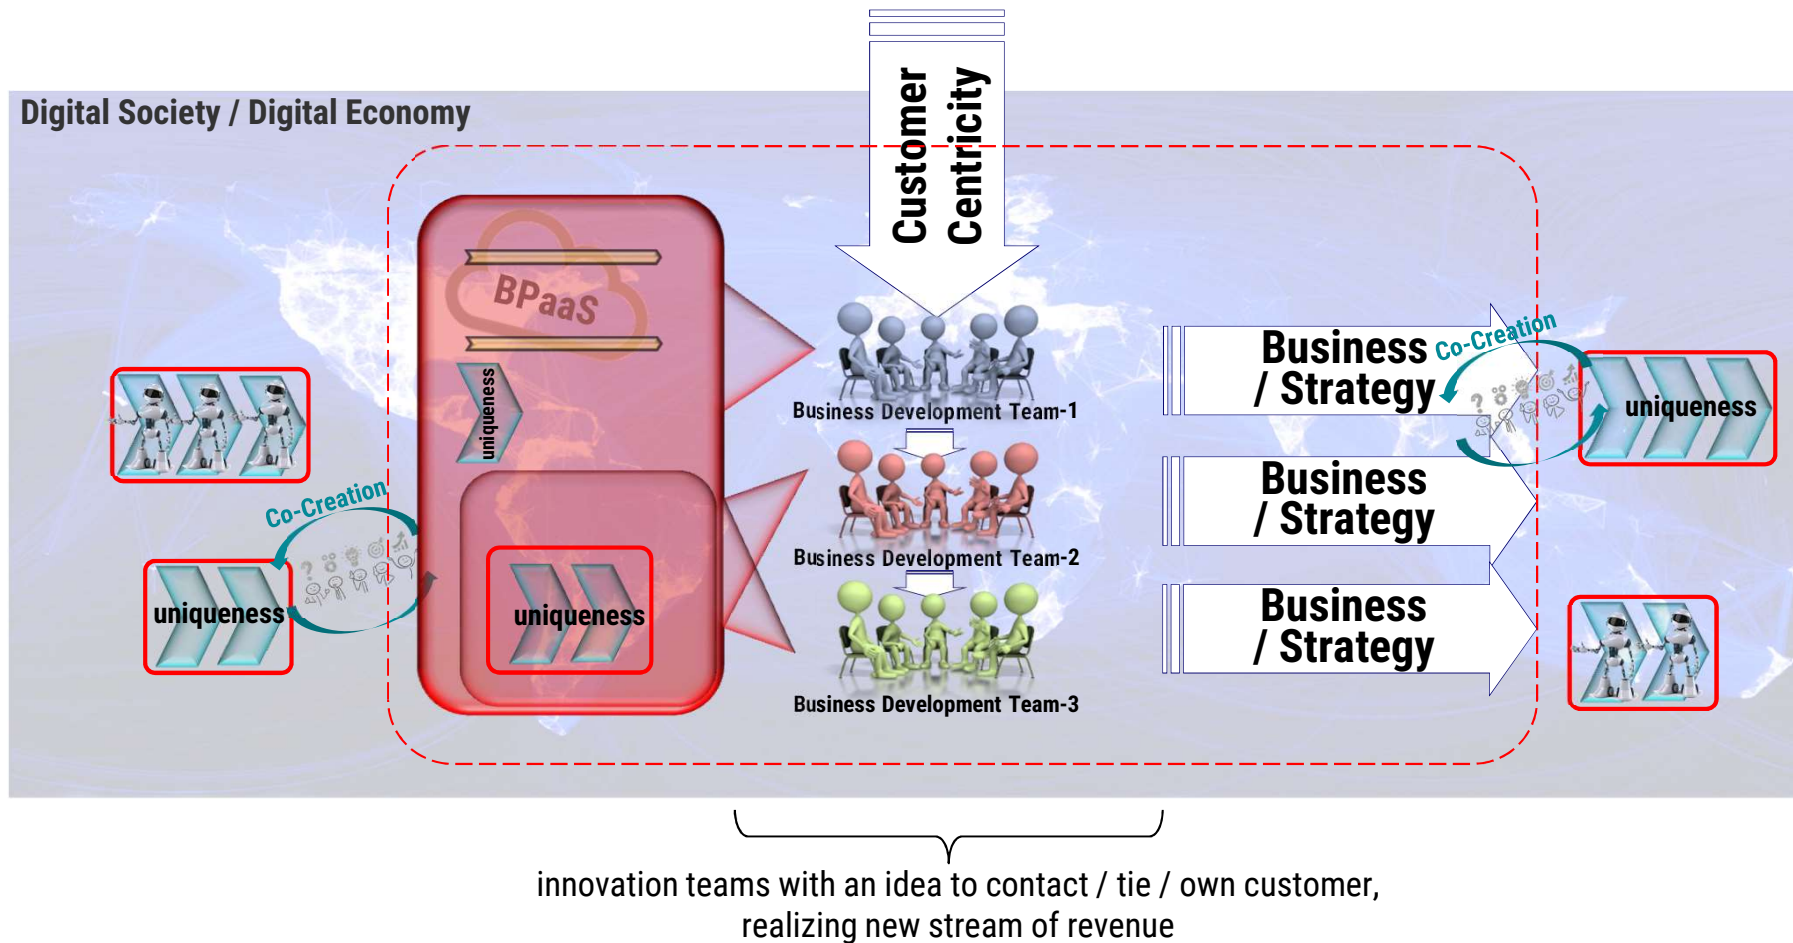 Customer
Centricity
Digital Society / Digital Economy
BPaaS
uniqueness
Business Development Team-1
Business
/ Strategy
Co-Creation
uniqueness
Business Development Team-2
Business
/ Strategy
Co-Creation
uniqueness
uniqueness
Business Development Team-3
Business
/ Strategy
innovation teams with an idea to contact / tie / own customer,
realizing new stream of revenue